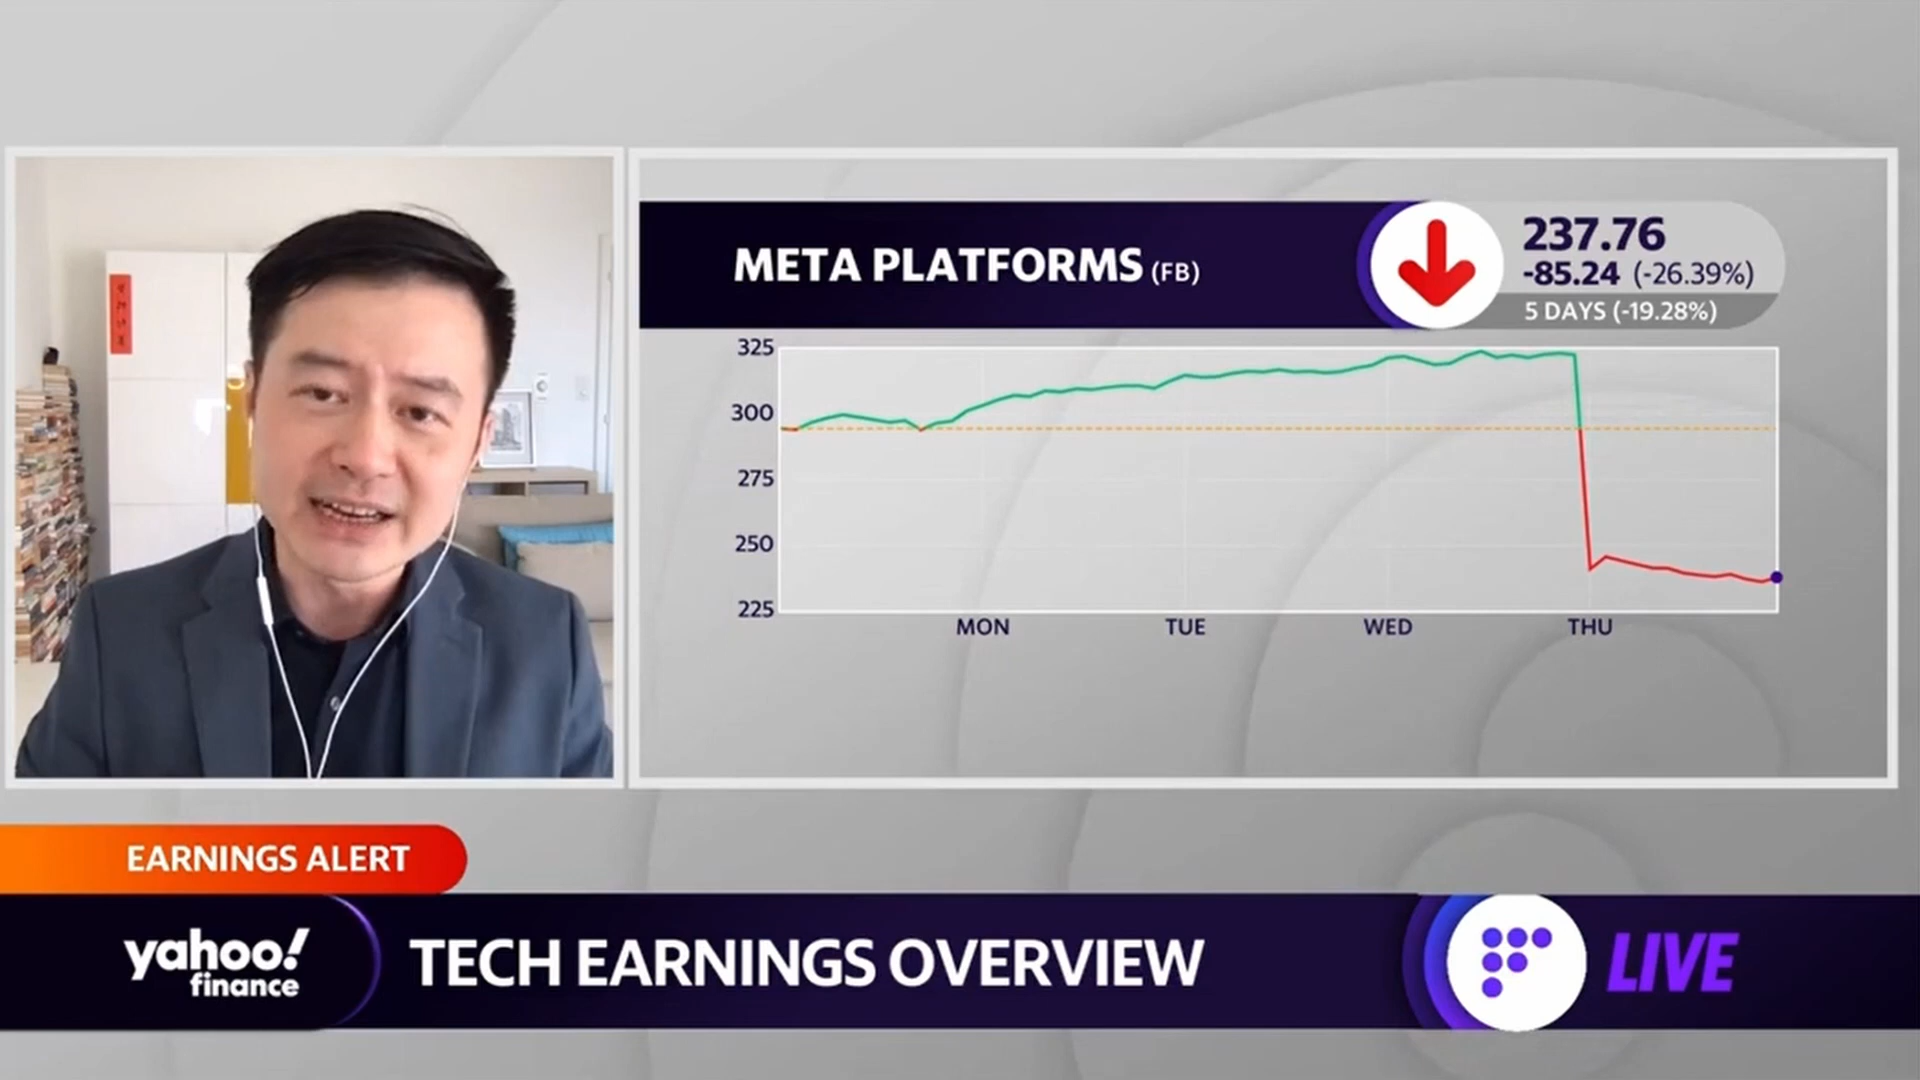 META PLATFORMS (FB)
237.76
-85.24 (-26.39%)
5 DAYS (-19.28%)
325
300
275
250
225
MON TUE WED THU
EARNINGS ALERT
yahoo!
finance
TECH EARNINGS OVERVIEW
LIVE